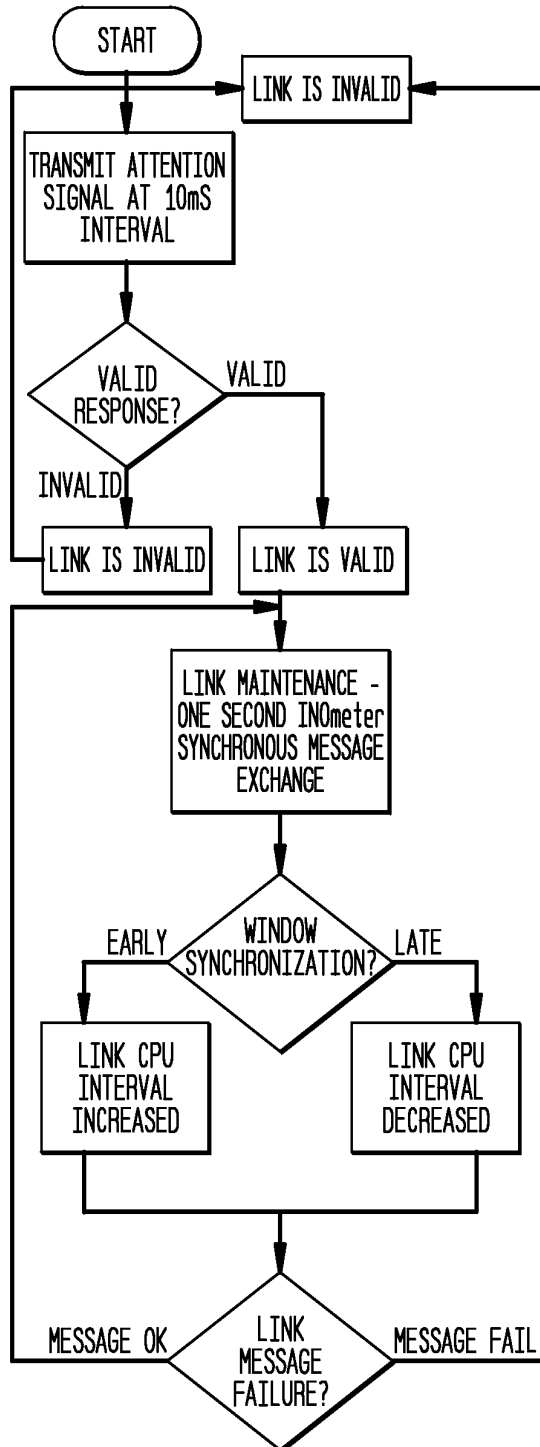 START
LINK IS INVALID
TRANSMIT ATTENTION
SIGNAL AT 10mS
INTERVAL
VALID
RESPONSE?
VALID
INVALID
LINK IS INVALID
LINK IS VALID
LINK MAINTENANCE -
ONE SECOND INOmeter
SYNCHRONOUS MESSAGE
EXCHANGE
WINDOW
SYNCHRONIZATION?
EARLY
LATE
LINK CPU
INTERVAL
INCREASED
LINK CPU
INTERVAL
DECREASED
LINK
MESSAGE
FAILURE?
MESSAGE OK
MESSAGE FAIL